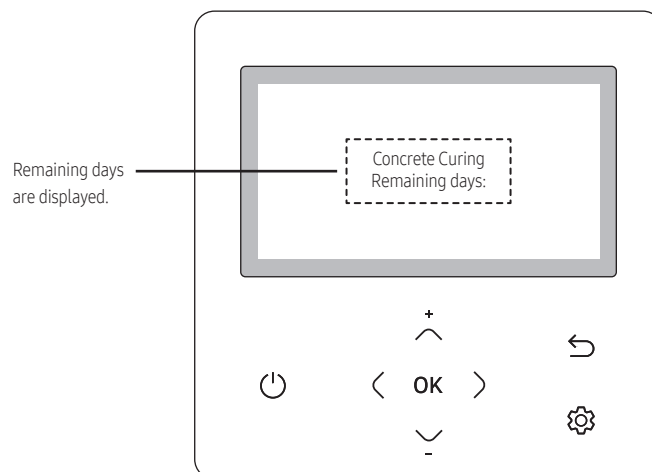 Remaining days
are displayed.
Concrete Curing
Remaining days:
+
OK
-